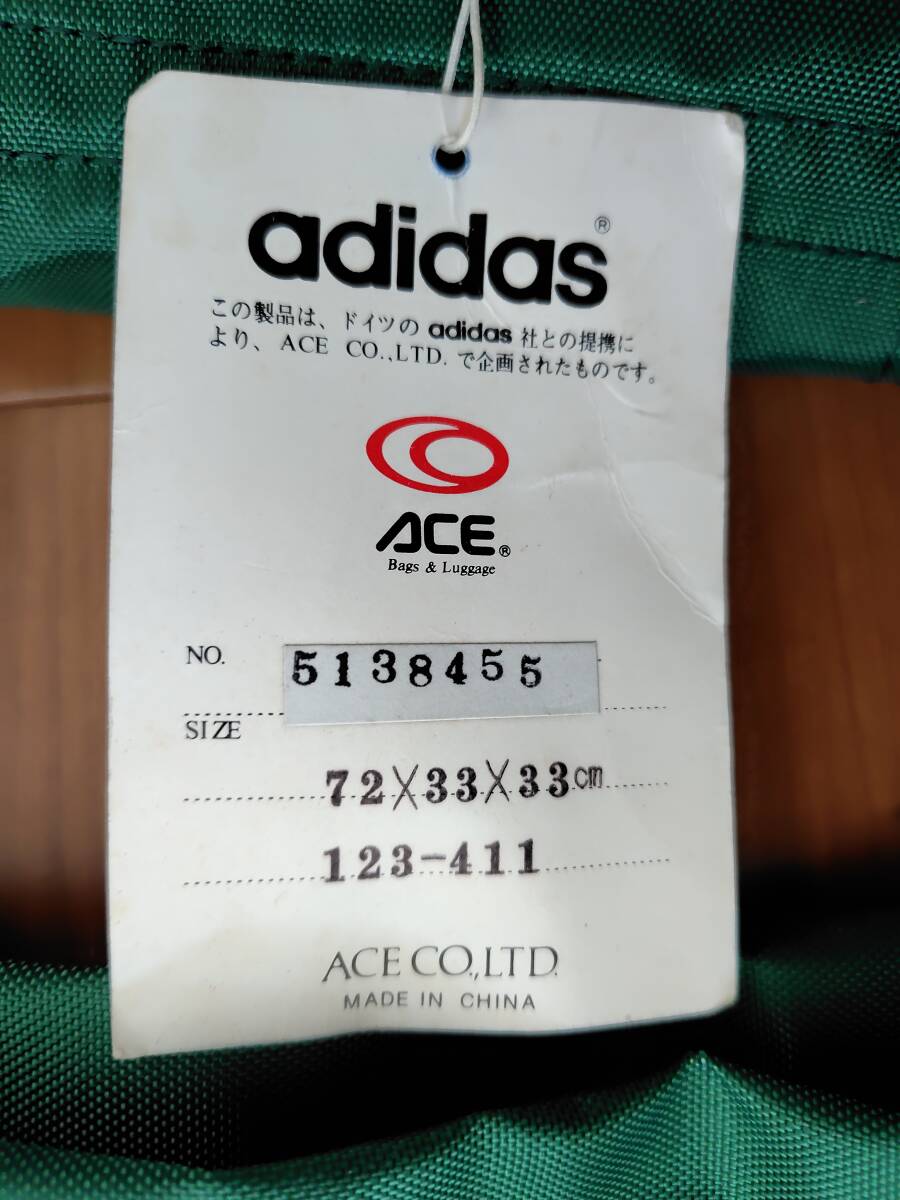 adidas®
この製品は、ドイツの adidas 社との提携に
より、ACE CO.,LTD. で企画されたものです。
ACE®
Bags & Luggage
NO. 5138455
SIZE
72×33×33cm
123-411
ACE CO.,LTD.
MADE IN CHINA